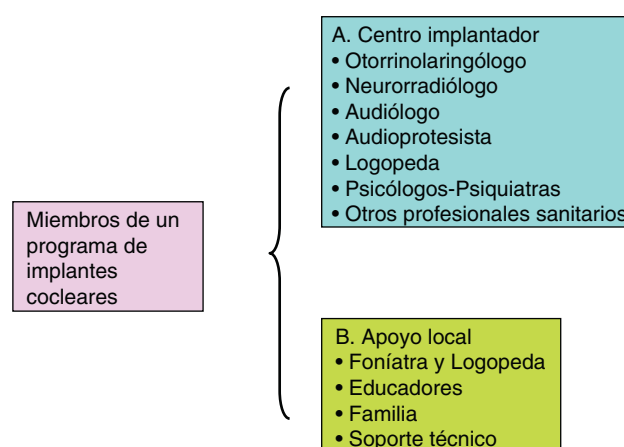 Miembros de un
programa de
implantes
cocleares
A. Centro implantador
• Otorrinolaringólogo
• Neurorradiólogo
• Audiólogo
• Audioprotesista
• Logopeda
• Psicólogos-Psiquiatras
• Otros profesionales sanitarios
B. Apoyo local
• Foníatra y Logopeda
• Educadores
• Familia
• Soporte técnico